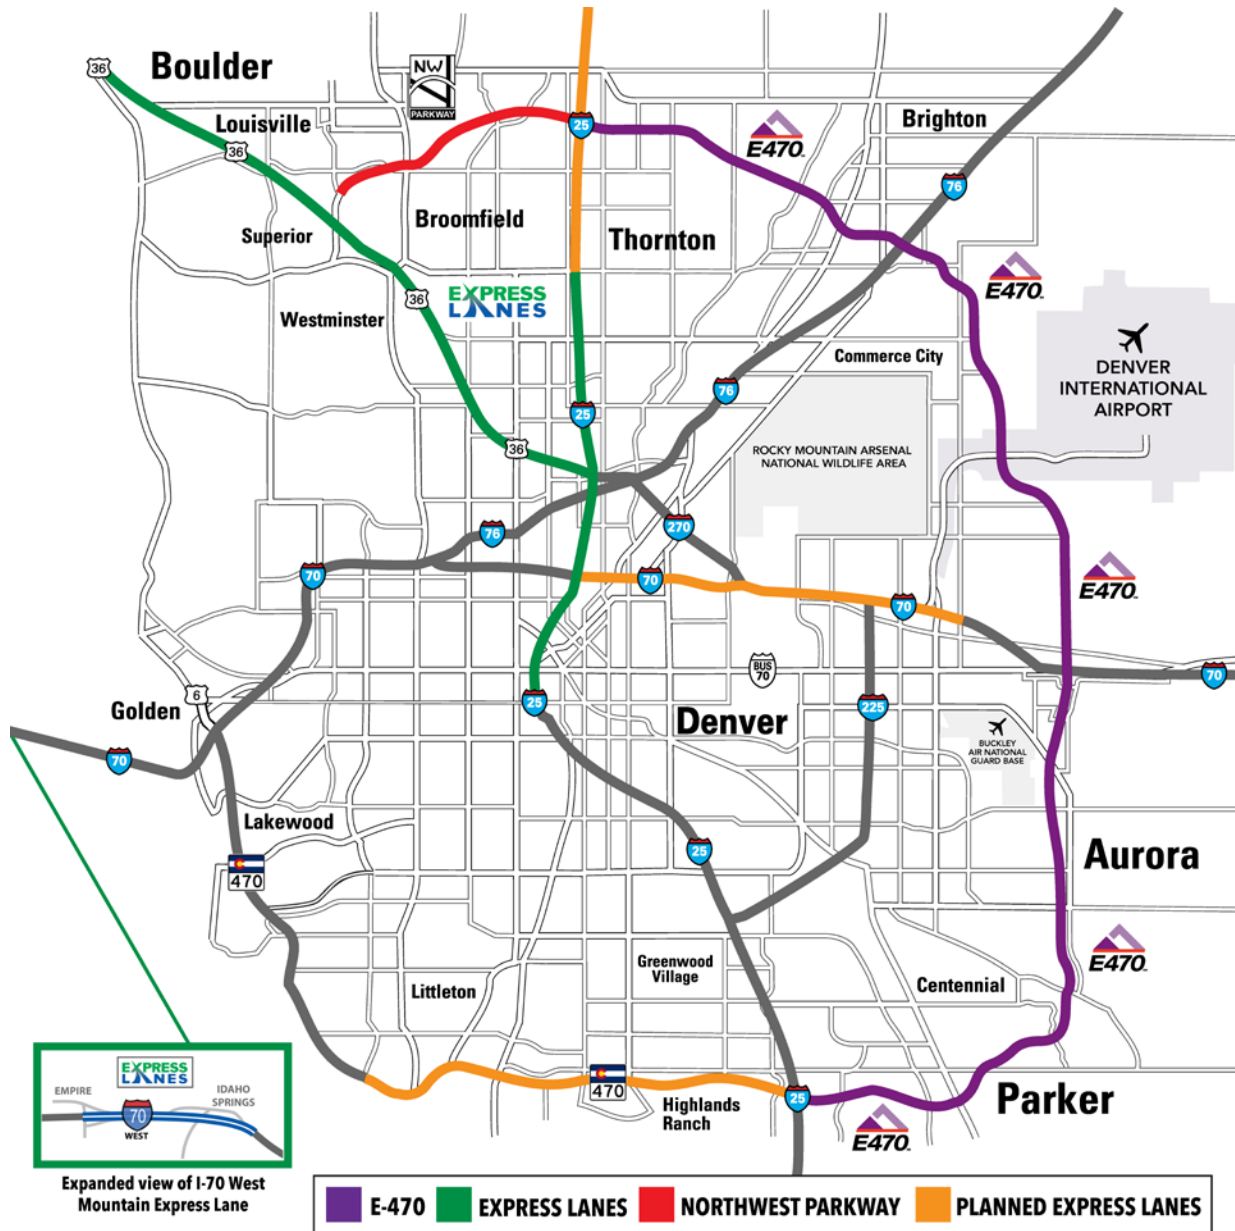 36
Boulder
NW
PARKWAY
Louisville
36
25
E470
Brighton
76
Broomfield
Superior
Thornton
E470
36
EXPRESS
LANES
Westminster
Commerce City
DENVER
INTERNATIONAL
AIRPORT
76
25
36
ROCKY MOUNTAIN ARSENAL
NATIONAL WILDLIFE AREA
270
76
70
70
70
E470
BUS
70
70
6
Golden
25
Denver
225
BUCKLEY
AIR NATIONAL
GUARD BASE
70
Lakewood
25
Aurora
470
E470
Greenwood
Village
Littleton
Centennial
470
25
Highlands
Ranch
Parker
E470
EXPRESS
LANES
EMPIRE
IDAHO
SPRINGS
70
WEST
Expanded view of I-70 West
Mountain Express Lane
E-470
EXPRESS LANES
NORTHWEST PARKWAY
PLANNED EXPRESS LANES